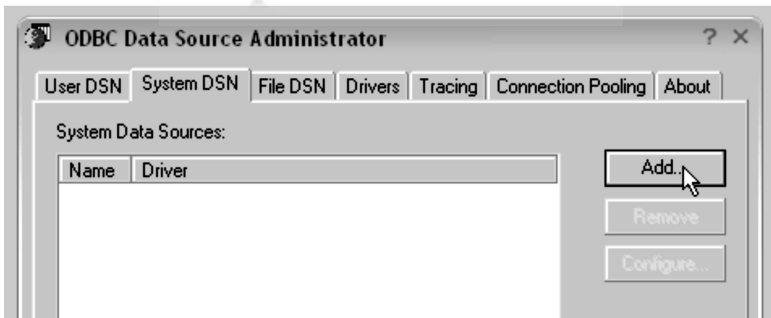 ODBC Data Source Administrator ? ×
User DSN System DSN File DSN Drivers Tracing Connection Pooling About
System Data Sources:
Name Driver
Add...
Remove
Configure...